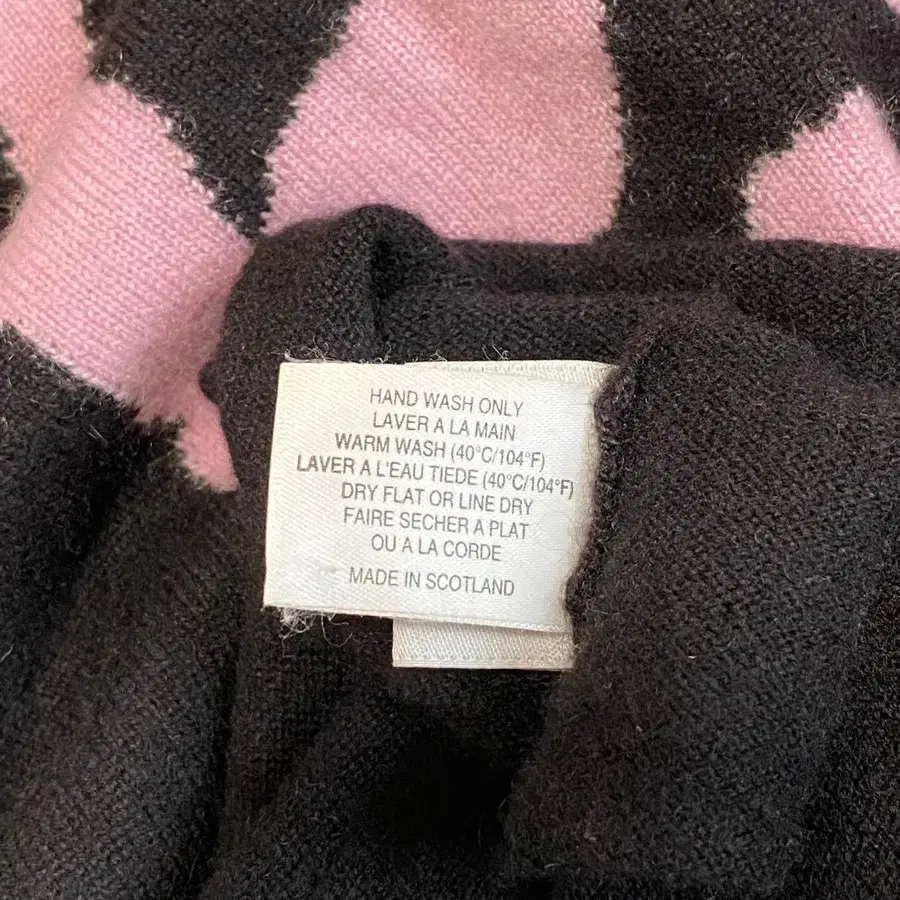 HAND WASH ONLY
LAVER A LA MAIN
WARM WASH (40°C/104°F)
LAVER A L'EAU TIEDE (40°C/104°F)
DRY FLAT OR LINE DRY
FAIRE SECHER A PLAT
OU A LA CORDE
MADE IN SCOTLAND